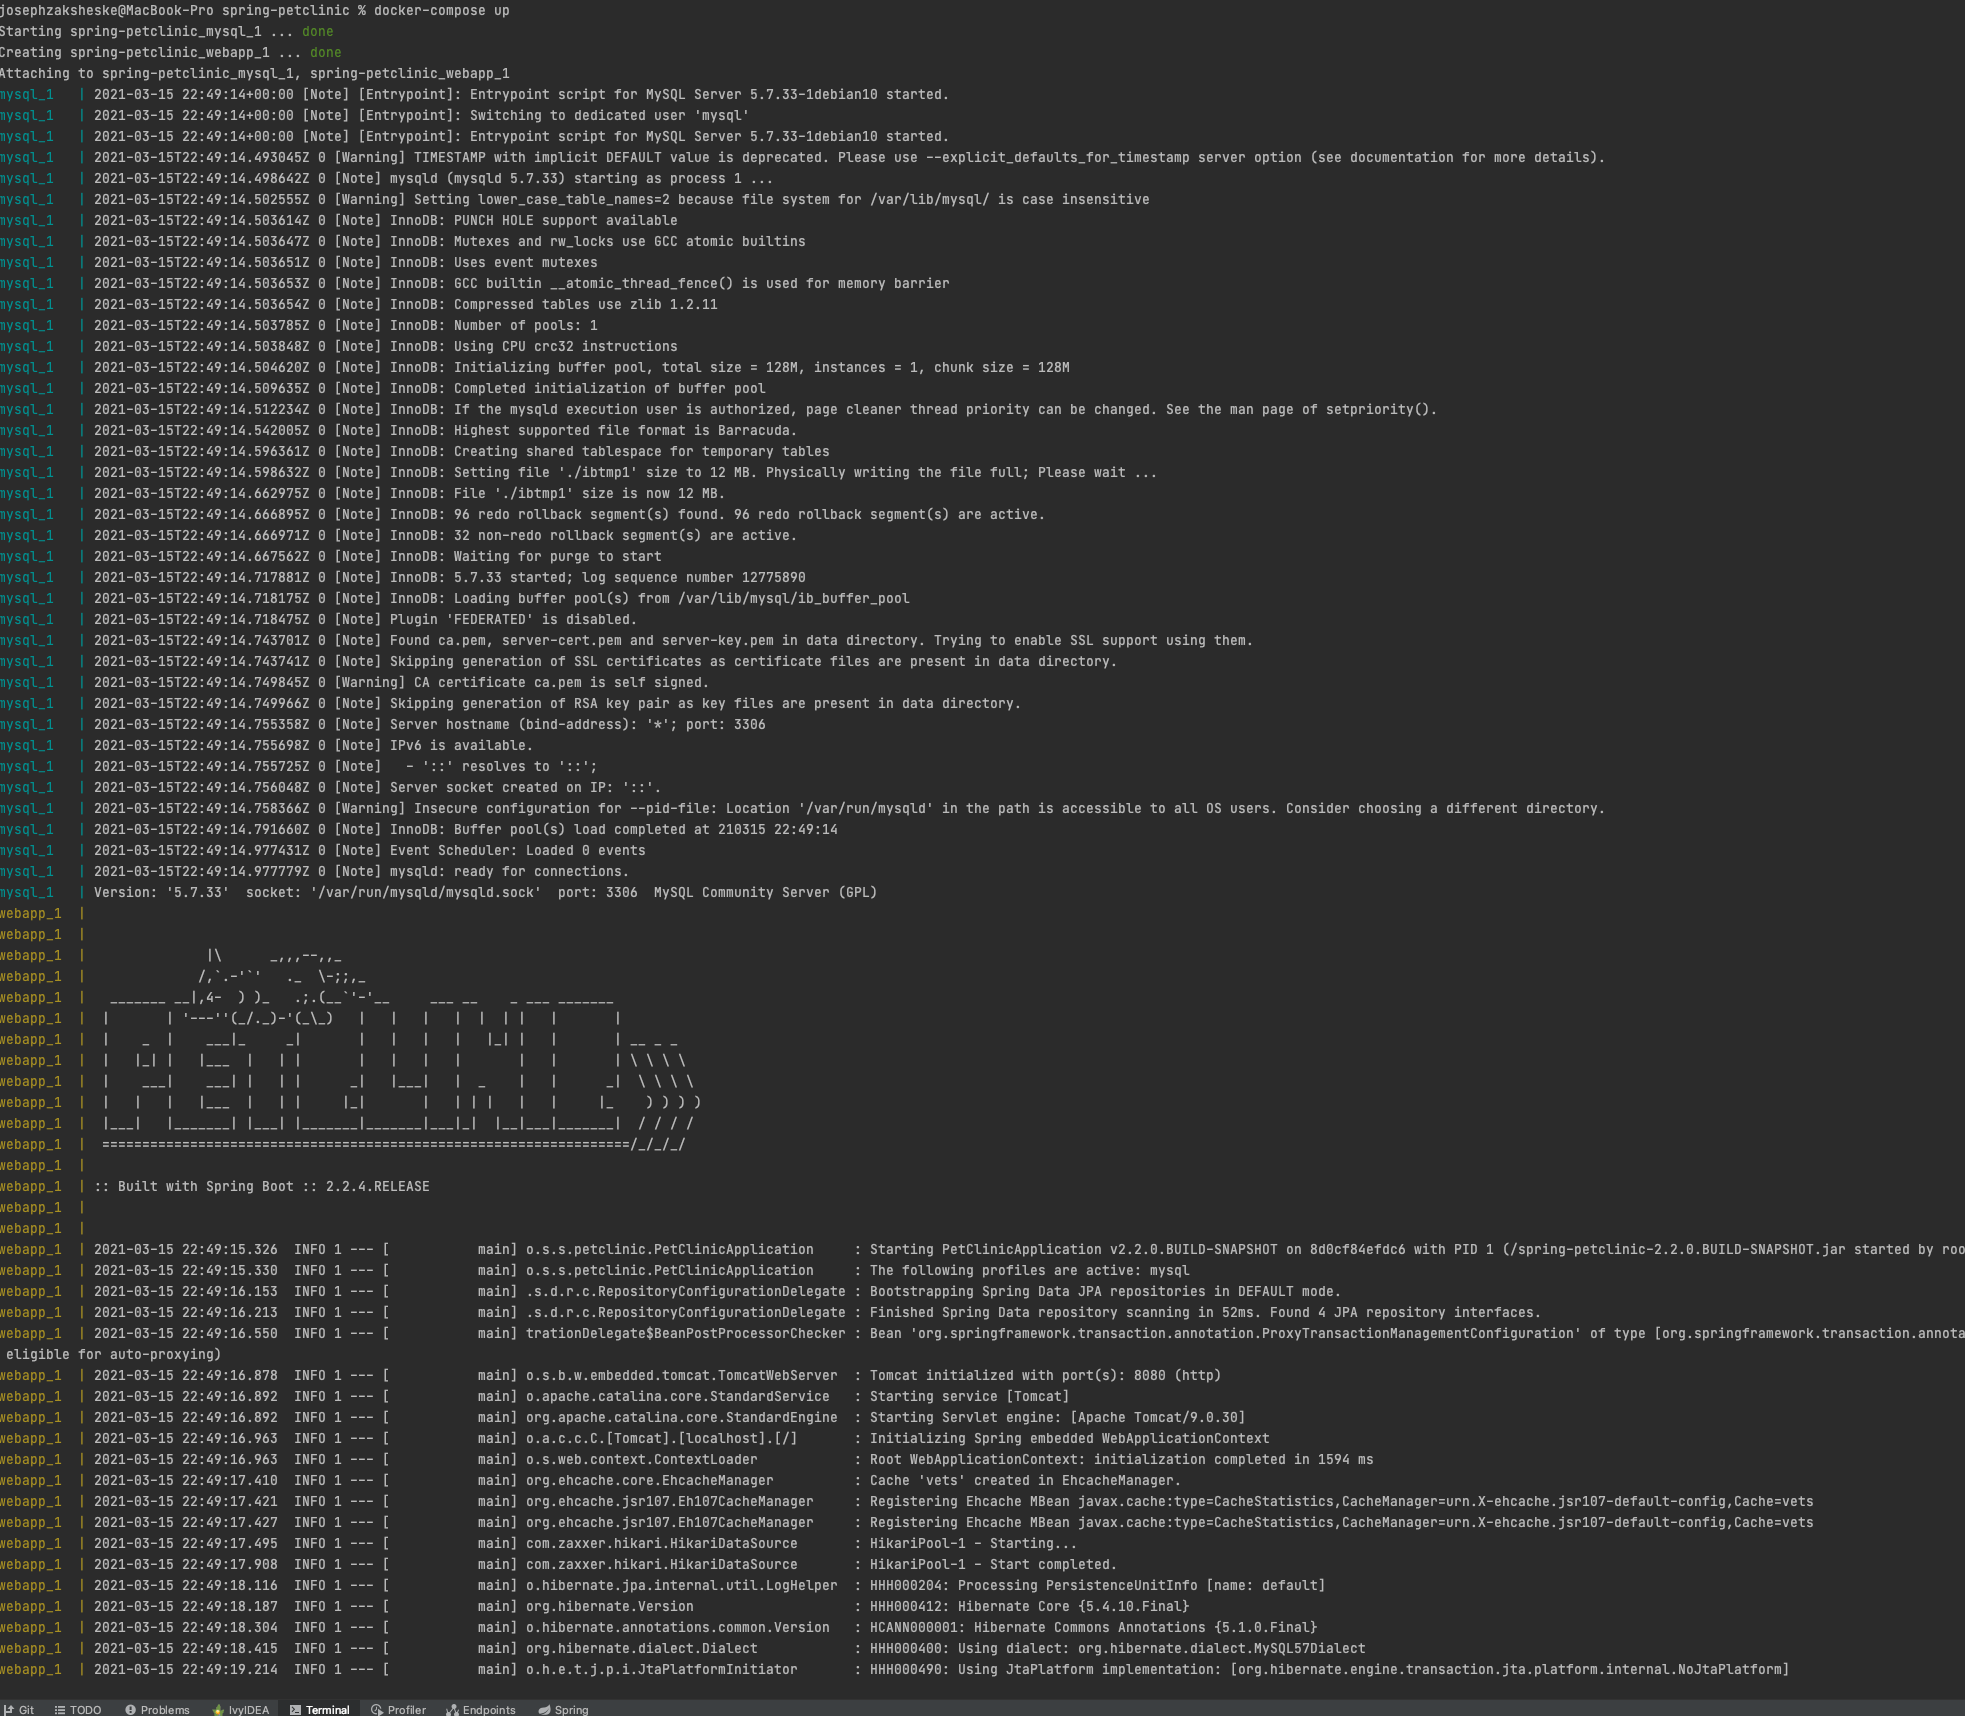 josephzaksheske@MacBook-Pro spring-petclinic % docker-compose up
Starting spring-petclinic_mysql_1 ... done
Creating spring-petclinic_webapp_1 ... done
Attaching to spring-petclinic_mysql_1, spring-petclinic_webapp_1
mysql_1   | 2021-03-15 22:49:14+00:00 [Note] [Entrypoint]: Entrypoint script for MySQL Server 5.7.33-1debian10 started.
mysql_1   | 2021-03-15 22:49:14+00:00 [Note] [Entrypoint]: Switching to dedicated user 'mysql'
mysql_1   | 2021-03-15 22:49:14+00:00 [Note] [Entrypoint]: Entrypoint script for MySQL Server 5.7.33-1debian10 started.
mysql_1   | 2021-03-15T22:49:14.493045Z 0 [Warning] TIMESTAMP with implicit DEFAULT value is deprecated. Please use --explicit_defaults_for_timestamp server option (see documentation for more details).
mysql_1   | 2021-03-15T22:49:14.498642Z 0 [Note] mysqld (mysqld 5.7.33) starting as process 1 ...
mysql_1   | 2021-03-15T22:49:14.502555Z 0 [Warning] Setting lower_case_table_names=2 because file system for /var/lib/mysql/ is case insensitive
mysql_1   | 2021-03-15T22:49:14.503614Z 0 [Note] InnoDB: PUNCH HOLE support available
mysql_1   | 2021-03-15T22:49:14.503647Z 0 [Note] InnoDB: Mutexes and rw_locks use GCC atomic builtins
mysql_1   | 2021-03-15T22:49:14.503651Z 0 [Note] InnoDB: Uses event mutexes
mysql_1   | 2021-03-15T22:49:14.503653Z 0 [Note] InnoDB: GCC builtin __atomic_thread_fence() is used for memory barrier
mysql_1   | 2021-03-15T22:49:14.503654Z 0 [Note] InnoDB: Compressed tables use zlib 1.2.11
mysql_1   | 2021-03-15T22:49:14.503785Z 0 [Note] InnoDB: Number of pools: 1
mysql_1   | 2021-03-15T22:49:14.503848Z 0 [Note] InnoDB: Using CPU crc32 instructions
mysql_1   | 2021-03-15T22:49:14.504620Z 0 [Note] InnoDB: Initializing buffer pool, total size = 128M, instances = 1, chunk size = 128M
mysql_1   | 2021-03-15T22:49:14.509635Z 0 [Note] InnoDB: Completed initialization of buffer pool
mysql_1   | 2021-03-15T22:49:14.512234Z 0 [Note] InnoDB: If the mysqld execution user is authorized, page cleaner thread priority can be changed. See the man page of setpriority().
mysql_1   | 2021-03-15T22:49:14.542005Z 0 [Note] InnoDB: Highest supported file format is Barracuda.
mysql_1   | 2021-03-15T22:49:14.596361Z 0 [Note] InnoDB: Creating shared tablespace for temporary tables
mysql_1   | 2021-03-15T22:49:14.598632Z 0 [Note] InnoDB: Setting file './ibtmp1' size to 12 MB. Physically writing the file full; Please wait ...
mysql_1   | 2021-03-15T22:49:14.662975Z 0 [Note] InnoDB: File './ibtmp1' size is now 12 MB.
mysql_1   | 2021-03-15T22:49:14.666895Z 0 [Note] InnoDB: 96 redo rollback segment(s) found. 96 redo rollback segment(s) are active.
mysql_1   | 2021-03-15T22:49:14.666971Z 0 [Note] InnoDB: 32 non-redo rollback segment(s) are active.
mysql_1   | 2021-03-15T22:49:14.667562Z 0 [Note] InnoDB: Waiting for purge to start
mysql_1   | 2021-03-15T22:49:14.717881Z 0 [Note] InnoDB: 5.7.33 started; log sequence number 12775890
mysql_1   | 2021-03-15T22:49:14.718175Z 0 [Note] InnoDB: Loading buffer pool(s) from /var/lib/mysql/ib_buffer_pool
mysql_1   | 2021-03-15T22:49:14.718475Z 0 [Note] Plugin 'FEDERATED' is disabled.
mysql_1   | 2021-03-15T22:49:14.743701Z 0 [Note] Found ca.pem, server-cert.pem and server-key.pem in data directory. Trying to enable SSL support using them.
mysql_1   | 2021-03-15T22:49:14.743741Z 0 [Note] Skipping generation of SSL certificates as certificate files are present in data directory.
mysql_1   | 2021-03-15T22:49:14.749845Z 0 [Warning] CA certificate ca.pem is self signed.
mysql_1   | 2021-03-15T22:49:14.749966Z 0 [Note] Skipping generation of RSA key pair as key files are present in data directory.
mysql_1   | 2021-03-15T22:49:14.755358Z 0 [Note] Server hostname (bind-address): '*'; port: 3306
mysql_1   | 2021-03-15T22:49:14.755698Z 0 [Note] IPv6 is available.
mysql_1   | 2021-03-15T22:49:14.755725Z 0 [Note]   - '::' resolves to '::';
mysql_1   | 2021-03-15T22:49:14.756048Z 0 [Note] Server socket created on IP: '::'.
mysql_1   | 2021-03-15T22:49:14.758366Z 0 [Warning] Insecure configuration for --pid-file: Location '/var/run/mysqld' in the path is accessible to all OS users. Consider choosing a different directory.
mysql_1   | 2021-03-15T22:49:14.791660Z 0 [Note] InnoDB: Buffer pool(s) load completed at 210315 22:49:14
mysql_1   | 2021-03-15T22:49:14.977431Z 0 [Note] Event Scheduler: Loaded 0 events
mysql_1   | 2021-03-15T22:49:14.977779Z 0 [Note] mysqld: ready for connections.
mysql_1   | Version: '5.7.33'  socket: '/var/run/mysqld/mysqld.sock'  port: 3306  MySQL Community Server (GPL)
webapp_1  |
webapp_1  |
webapp_1  |               |\      _,,,--,,_
webapp_1  |              /,`.-'`'   ._  \-;;,_
webapp_1  |   _______ __|,4-  ) )_   .;.(__`'-'__     ___ __    _ ___ _______
webapp_1  |  |       | '---''(_/._)-'(_\_)   |   |   |   |  |  | |   |       |
webapp_1  |  |    _  |    ___|_     _|       |   |   |   |   |_| |   |       | __ _ _
webapp_1  |  |   |_| |   |___  |   | |       |   |   |   |       |   |       | \ \ \ \
webapp_1  |  |    ___|    ___| |   | |      _|   |___|   |  _    |   |      _|  \ \ \ \
webapp_1  |  |   |   |   |___  |   | |     |_|       |   | | |   |   |     |_    ) ) ) )
webapp_1  |  |___|   |_______| |___| |_______|_______|___|_|  |__|___|_______|  / / / /
webapp_1  |  ==================================================================/_/_/_/
webapp_1  |
webapp_1  | :: Built with Spring Boot :: 2.2.4.RELEASE
webapp_1  |
webapp_1  |
webapp_1  | 2021-03-15 22:49:15.326  INFO 1 --- [           main] o.s.s.petclinic.PetClinicApplication     : Starting PetClinicApplication v2.2.0.BUILD-SNAPSHOT on 8d0cf84efdc6 with PID 1 (/spring-petclinic-2.2.0.BUILD-SNAPSHOT.jar started by roo
webapp_1  | 2021-03-15 22:49:15.330  INFO 1 --- [           main] o.s.s.petclinic.PetClinicApplication     : The following profiles are active: mysql
webapp_1  | 2021-03-15 22:49:16.153  INFO 1 --- [           main] .s.d.r.c.RepositoryConfigurationDelegate : Bootstrapping Spring Data JPA repositories in DEFAULT mode.
webapp_1  | 2021-03-15 22:49:16.213  INFO 1 --- [           main] .s.d.r.c.RepositoryConfigurationDelegate : Finished Spring Data repository scanning in 52ms. Found 4 JPA repository interfaces.
webapp_1  | 2021-03-15 22:49:16.550  INFO 1 --- [           main] trationDelegate$BeanPostProcessorChecker : Bean 'org.springframework.transaction.annotation.ProxyTransactionManagementConfiguration' of type [org.springframework.transaction.annota
 eligible for auto-proxying)
webapp_1  | 2021-03-15 22:49:16.878  INFO 1 --- [           main] o.s.b.w.embedded.tomcat.TomcatWebServer  : Tomcat initialized with port(s): 8080 (http)
webapp_1  | 2021-03-15 22:49:16.892  INFO 1 --- [           main] o.apache.catalina.core.StandardService   : Starting service [Tomcat]
webapp_1  | 2021-03-15 22:49:16.892  INFO 1 --- [           main] org.apache.catalina.core.StandardEngine  : Starting Servlet engine: [Apache Tomcat/9.0.30]
webapp_1  | 2021-03-15 22:49:16.963  INFO 1 --- [           main] o.a.c.c.C.[Tomcat].[localhost].[/]       : Initializing Spring embedded WebApplicationContext
webapp_1  | 2021-03-15 22:49:16.963  INFO 1 --- [           main] o.s.web.context.ContextLoader            : Root WebApplicationContext: initialization completed in 1594 ms
webapp_1  | 2021-03-15 22:49:17.410  INFO 1 --- [           main] org.ehcache.core.EhcacheManager          : Cache 'vets' created in EhcacheManager.
webapp_1  | 2021-03-15 22:49:17.421  INFO 1 --- [           main] org.ehcache.jsr107.Eh107CacheManager     : Registering Ehcache MBean javax.cache:type=CacheStatistics,CacheManager=urn.X-ehcache.jsr107-default-config,Cache=vets
webapp_1  | 2021-03-15 22:49:17.427  INFO 1 --- [           main] org.ehcache.jsr107.Eh107CacheManager     : Registering Ehcache MBean javax.cache:type=CacheStatistics,CacheManager=urn.X-ehcache.jsr107-default-config,Cache=vets
webapp_1  | 2021-03-15 22:49:17.495  INFO 1 --- [           main] com.zaxxer.hikari.HikariDataSource       : HikariPool-1 - Starting...
webapp_1  | 2021-03-15 22:49:17.908  INFO 1 --- [           main] com.zaxxer.hikari.HikariDataSource       : HikariPool-1 - Start completed.
webapp_1  | 2021-03-15 22:49:18.116  INFO 1 --- [           main] o.hibernate.jpa.internal.util.LogHelper  : HHH000204: Processing PersistenceUnitInfo [name: default]
webapp_1  | 2021-03-15 22:49:18.187  INFO 1 --- [           main] org.hibernate.Version                    : HHH000412: Hibernate Core {5.4.10.Final}
webapp_1  | 2021-03-15 22:49:18.304  INFO 1 --- [           main] o.hibernate.annotations.common.Version   : HCANN000001: Hibernate Commons Annotations {5.1.0.Final}
webapp_1  | 2021-03-15 22:49:18.415  INFO 1 --- [           main] org.hibernate.dialect.Dialect            : HHH000400: Using dialect: org.hibernate.dialect.MySQL57Dialect
webapp_1  | 2021-03-15 22:49:19.214  INFO 1 --- [           main] o.h.e.t.j.p.i.JtaPlatformInitiator       : HHH000490: Using JtaPlatform implementation: [org.hibernate.engine.transaction.jta.platform.internal.NoJtaPlatform]
Git TODO Problems IvyIDEA Terminal Profiler Endpoints Spring